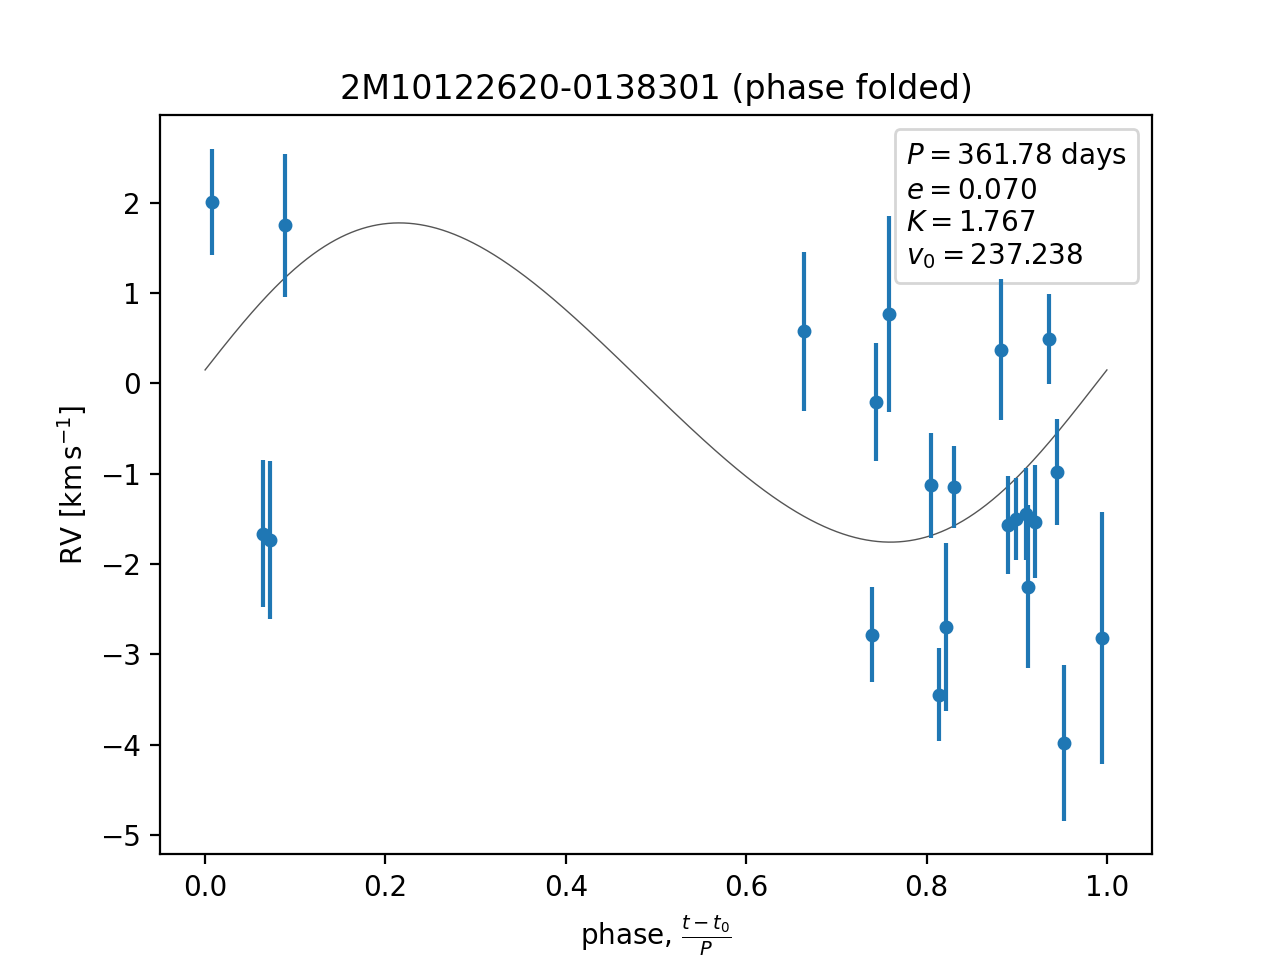 2M10122620-0138301 (phase folded)
P = 361.78 days
e = 0.070
K = 1.767
v₀ = 237.238
RV [km s⁻¹]
2
1
0
−1
−2
−3
−4
−5
0.0 0.2 0.4 0.6 0.8 1.0
phase, (t − t₀)/P